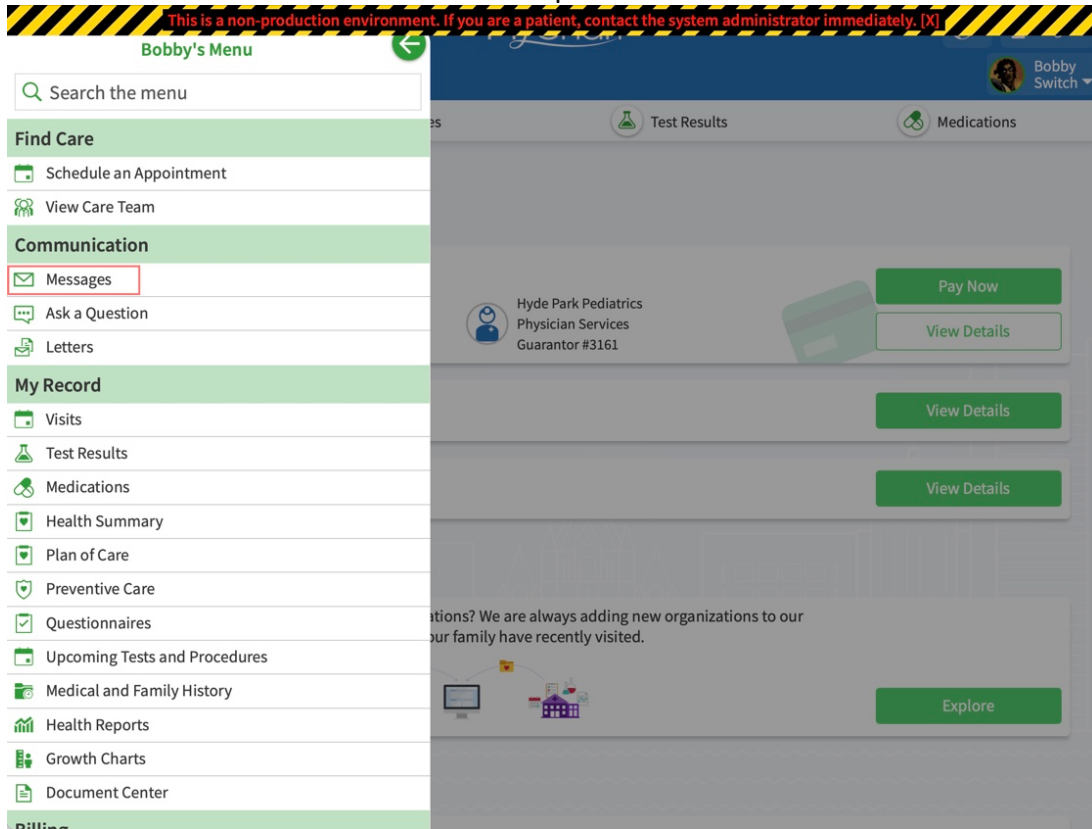 This is a non-production environment. If you are a patient, contact the system administrator immediately. [X]
Bobby's Menu
Search the menu
Find Care
Schedule an Appointment
View Care Team
Communication
Messages
Ask a Question
Letters
My Record
Visits
Test Results
Medications
Health Summary
Plan of Care
Preventive Care
Questionnaires
Upcoming Tests and Procedures
Medical and Family History
Health Reports
Growth Charts
Document Center
Billing
Bobby
Switch
es
Test Results
Medications
Hyde Park Pediatrics
Physician Services
Guarantor #3161
Pay Now
View Details
View Details
View Details
ations? We are always adding new organizations to our
our family have recently visited.
Explore